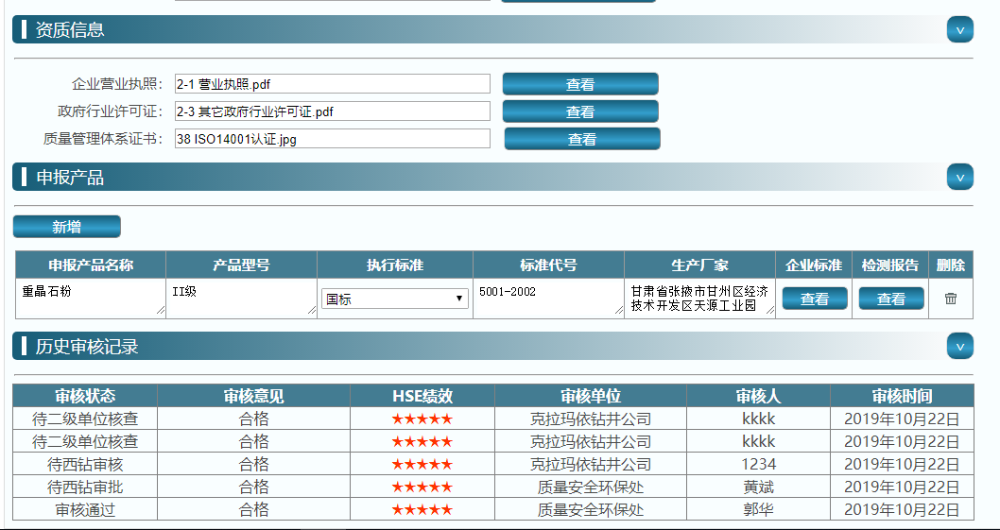 资质信息
企业营业执照： 2-1 营业执照.pdf 查看
政府行业许可证： 2-3 其它政府行业许可证.pdf 查看
质量管理体系证书： 38 ISO14001认证.jpg 查看
申报产品
新增
申报产品名称 产品型号 执行标准 标准代号 生产厂家 企业标准 检测报告 删除
重晶石粉 II级 国标 5001-2002 甘肃省张掖市甘州区经济 查看 查看
技术开发区天源工业园
历史审核记录
审核状态 审核意见 HSE绩效 审核单位 审核人 审核时间
待二级单位核查 合格 ★★★★★ 克拉玛依钻井公司 kkkk 2019年10月22日
待二级单位核查 合格 ★★★★★ 克拉玛依钻井公司 kkkk 2019年10月22日
待西钻审核 合格 ★★★★★ 克拉玛依钻井公司 1234 2019年10月22日
待西钻审批 合格 ★★★★★ 质量安全环保处 黄斌 2019年10月22日
审核通过 合格 ★★★★★ 质量安全环保处 郭华 2019年10月22日